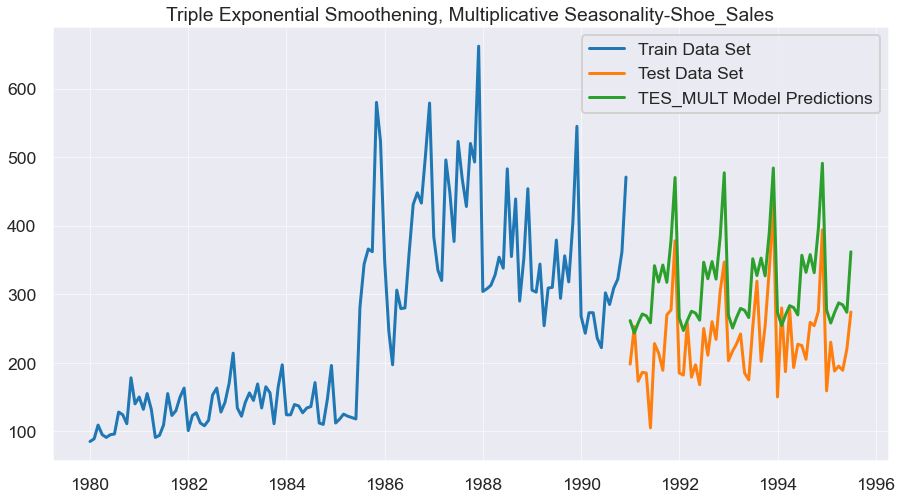 Triple Exponential Smoothening, Multiplicative Seasonality-Shoe_Sales
Train Data Set
Test Data Set
TES_MULT Model Predictions
600
500
400
300
200
100
1980 1982 1984 1986 1988 1990 1992 1994 1996